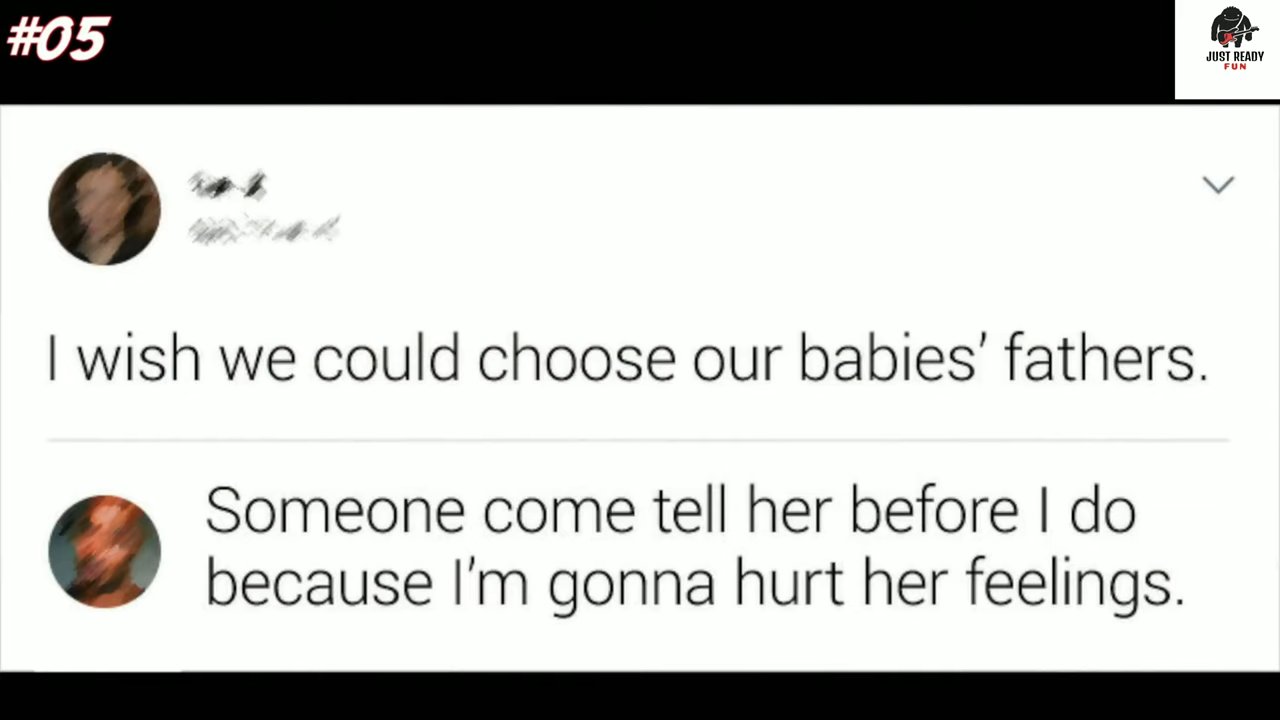 #05
JUST READY
FUN
I wish we could choose our babies’ fathers.
Someone come tell her before I do
because I'm gonna hurt her feelings.